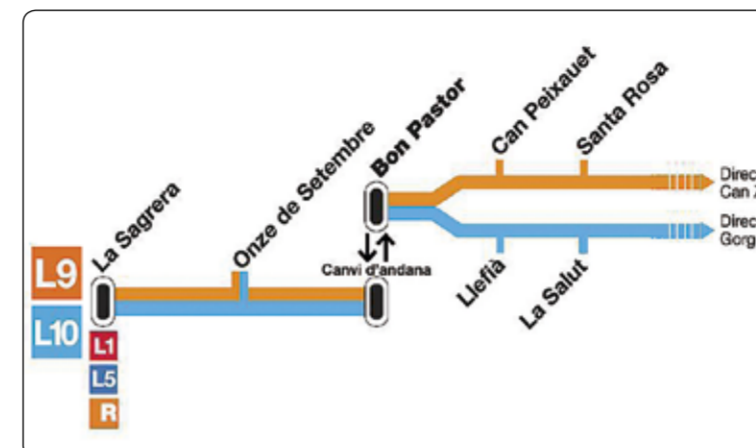 La Sagrera
Onze de Setembre
Bon Pastor
Can Peixauet
Santa Rosa
Can
Llefià
La Salut
Canvi d'andana
L9
L10
L1
L5
R